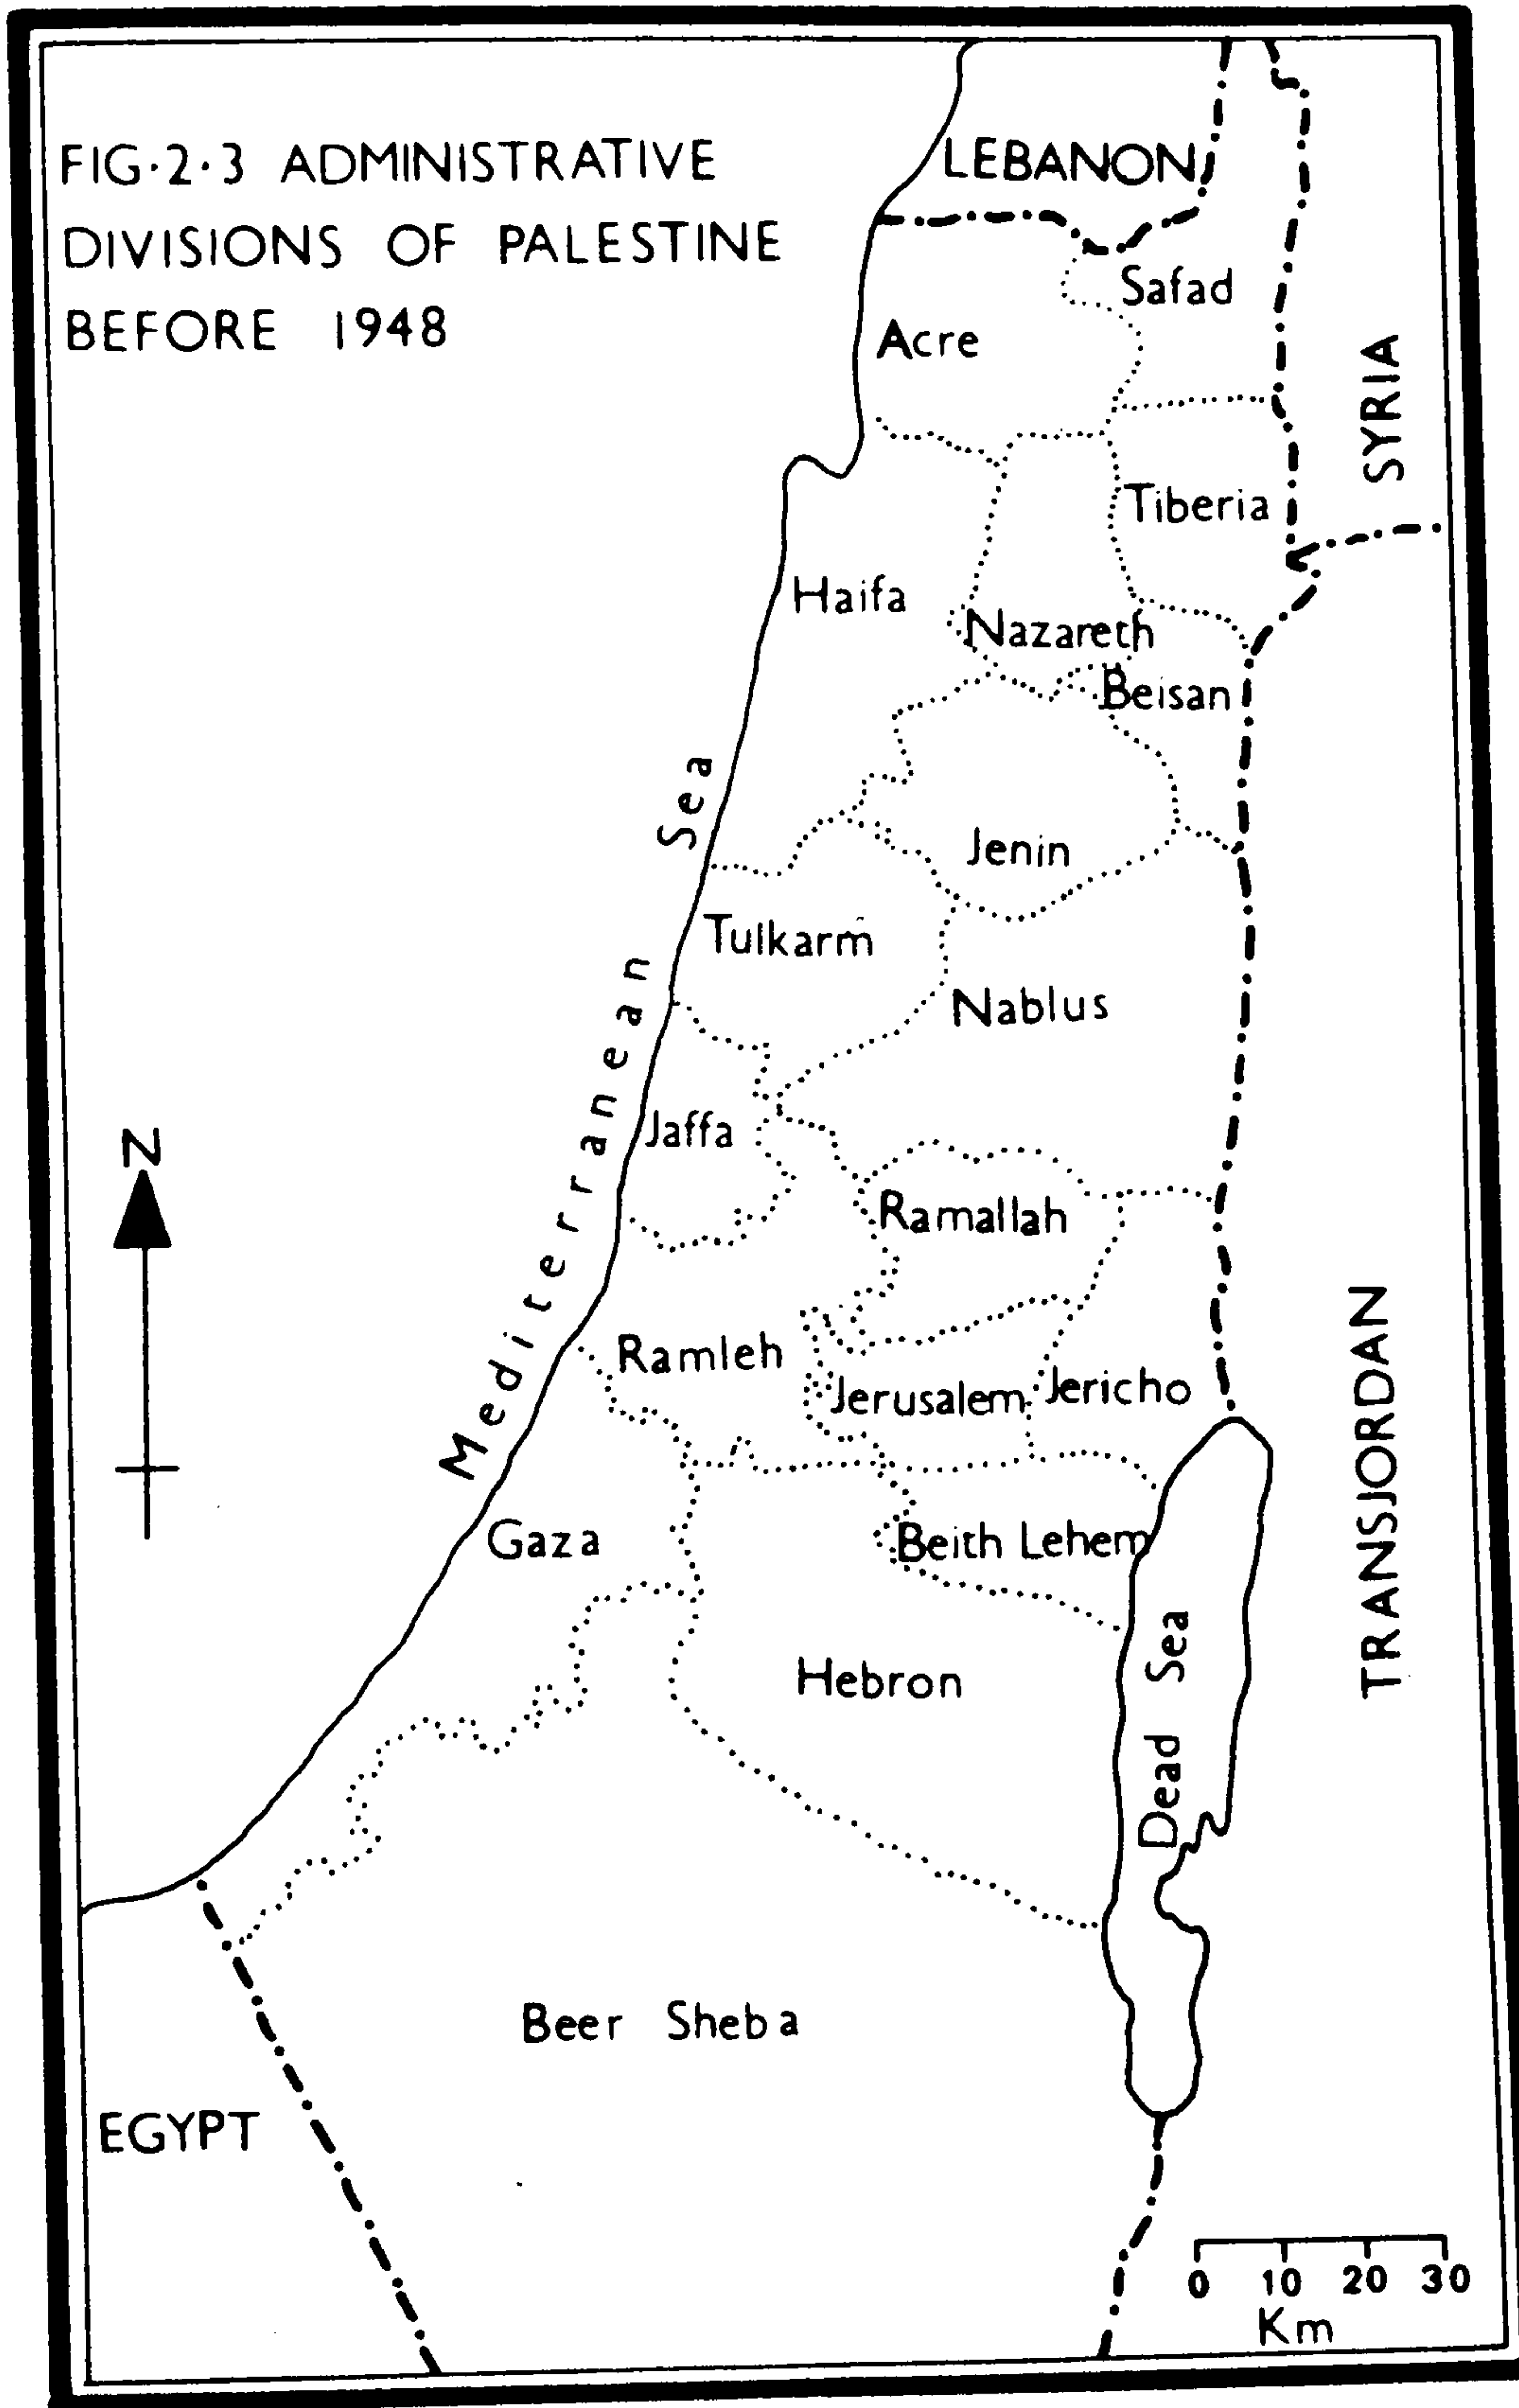 FIG·2·3 ADMINISTRATIVE
DIVISIONS OF PALESTINE
BEFORE 1948
LEBANON
Safad
Acre
SYRIA
Tiberia
Haifa
Nazareth
Beisan
Jenin
Tulkarm
Nablus
Mediterranean Sea
Jaffa
N
Ramallah
Ramleh
Jerusalem
Jericho
TRANSJORDAN
Gaza
Beith Lehem
Hebron
Dead Sea
Beer Sheba
EGYPT
0 10 20 30
Km